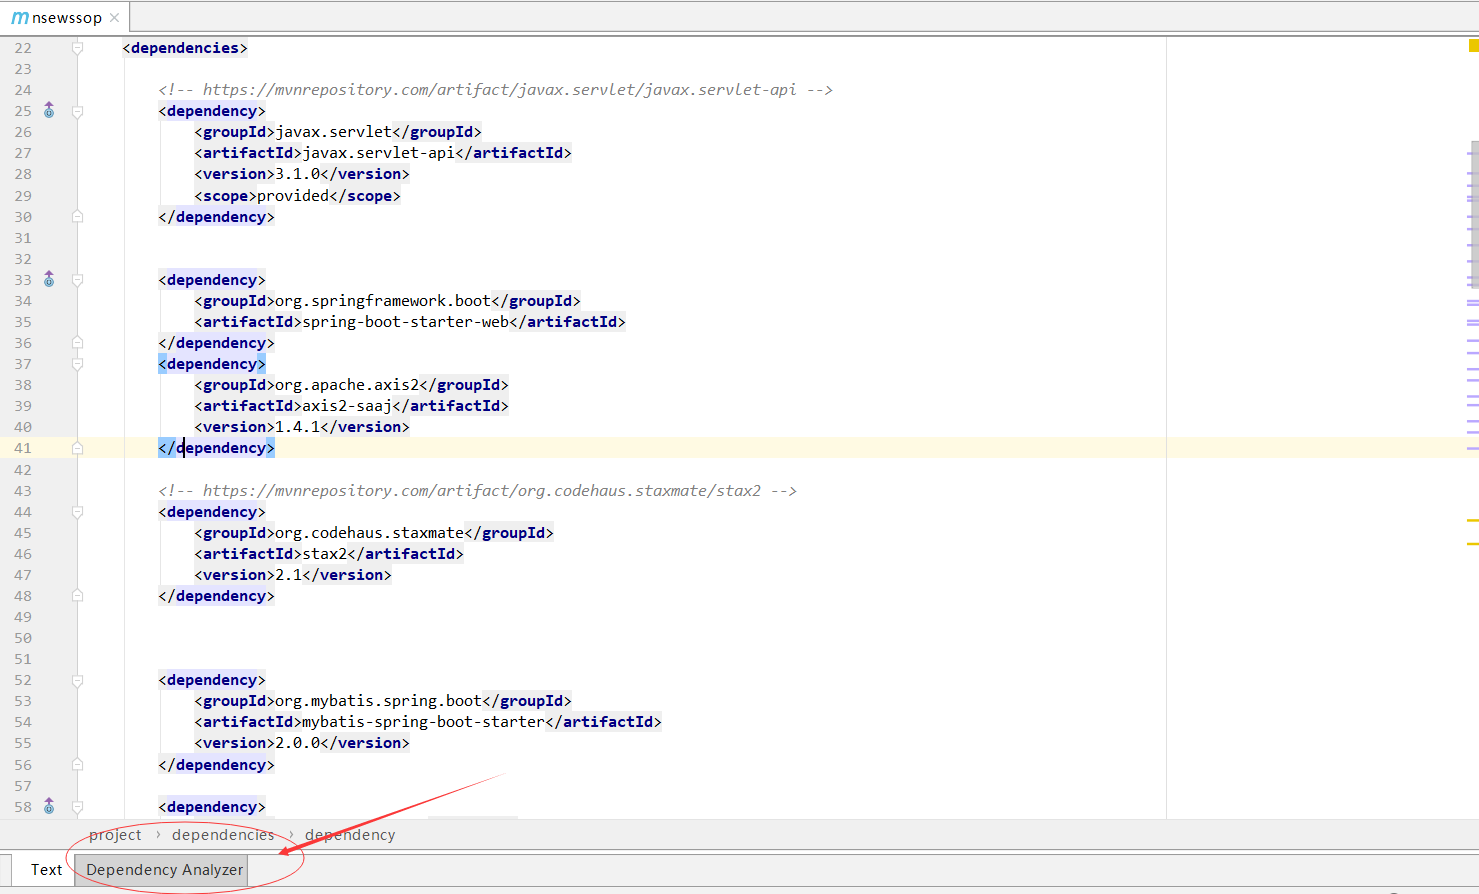 m nsewssop ×
22 <dependencies>
23
24 <!-- https://mvnrepository.com/artifact/javax.servlet/javax.servlet-api -->
25 <dependency>
26 <groupId>javax.servlet</groupId>
27 <artifactId>javax.servlet-api</artifactId>
28 <version>3.1.0</version>
29 <scope>provided</scope>
30 </dependency>
31
32
33 <dependency>
34 <groupId>org.springframework.boot</groupId>
35 <artifactId>spring-boot-starter-web</artifactId>
36 </dependency>
37 <dependency>
38 <groupId>org.apache.axis2</groupId>
39 <artifactId>axis2-saaj</artifactId>
40 <version>1.4.1</version>
41 </dependency>
42
43 <!-- https://mvnrepository.com/artifact/org.codehaus.staxmate/stax2 -->
44 <dependency>
45 <groupId>org.codehaus.staxmate</groupId>
46 <artifactId>stax2</artifactId>
47 <version>2.1</version>
48 </dependency>
49
50
51
52 <dependency>
53 <groupId>org.mybatis.spring.boot</groupId>
54 <artifactId>mybatis-spring-boot-starter</artifactId>
55 <version>2.0.0</version>
56 </dependency>
57
58 <dependency>
project › dependencies › dependency
Text Dependency Analyzer